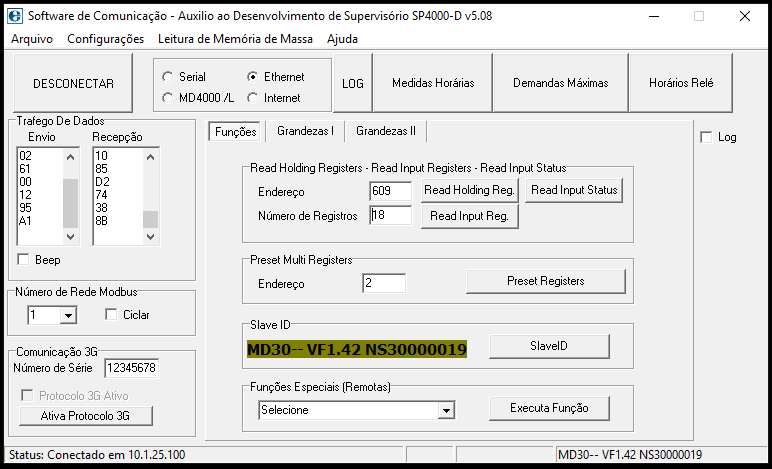 Software de Comunicação - Auxilio ao Desenvolvimento de Supervisório SP4000-D v5.08
Arquivo Configurações Leitura de Memória de Massa Ajuda
DESCONECTAR
Serial Ethernet
MD4000 /L Internet
LOG
Medidas Horárias
Demandas Máximas
Horários Relé
Trafego De Dados
Envio Recepção
02 10
61 85
00 D2
12 74
95 38
A1 8B
Beep
Número de Rede Modbus
1 Ciclar
Comunicação 3G
Número de Série 12345678
Protocolo 3G Ativo
Ativa Protocolo 3G
Funções Grandezas I Grandezas II
Read Holding Registers - Read Input Registers - Read Input Status
Endereço 609 Read Holding Reg. Read Input Status
Número de Registros 18 Read Input Reg.
Preset Multi Registers
Endereço 2 Preset Registers
Slave ID
MD30-- VF1.42 NS30000019 SlaveID
Funções Especiais (Remotas)
Selecione Executa Função
Log
Status: Conectado em 10.1.25.100 MD30-- VF1.42 NS30000019